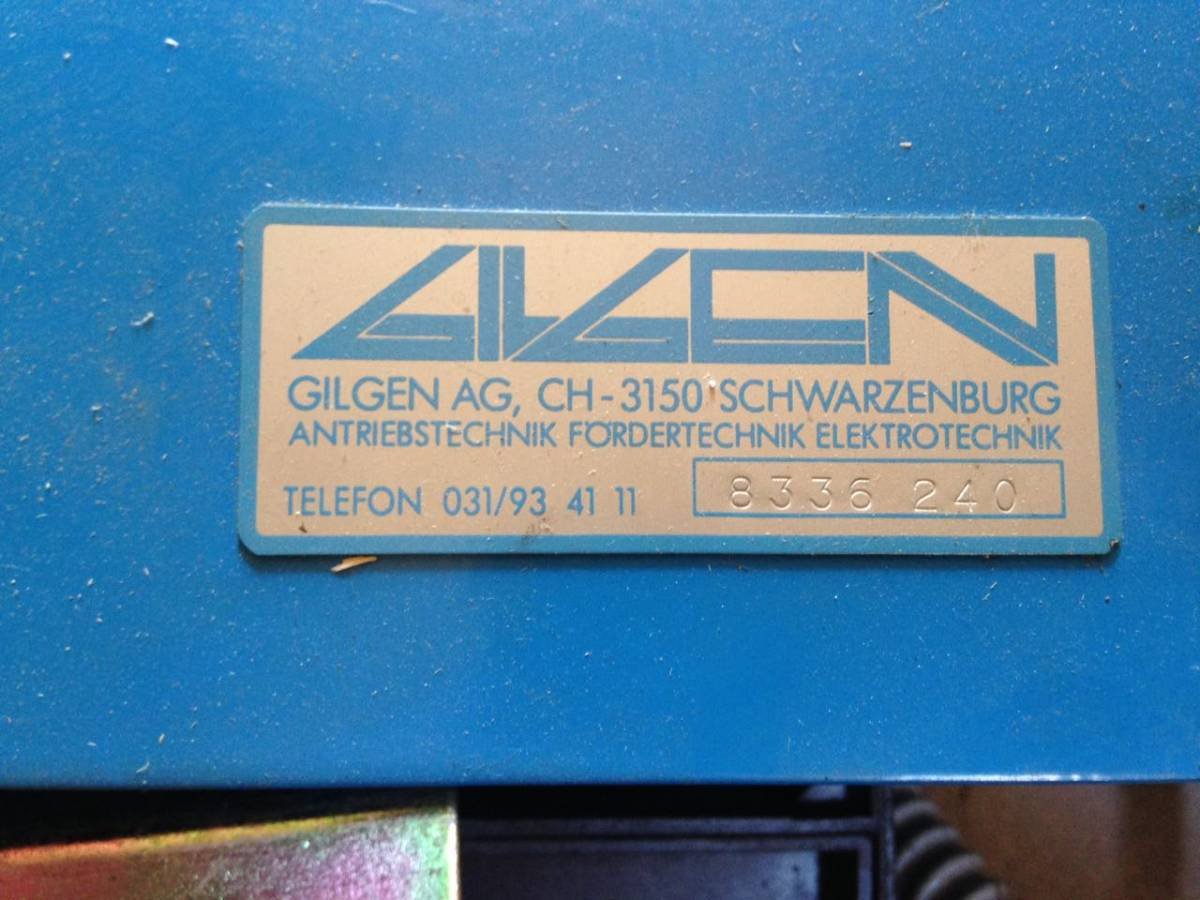 GILGEN
GILGEN AG, CH-3150 SCHWARZENBURG
ANTRIEBSTECHNIK FÖRDERTECHNIK ELEKTROTECHNIK
TELEFON 031/93 41 11 8336 240